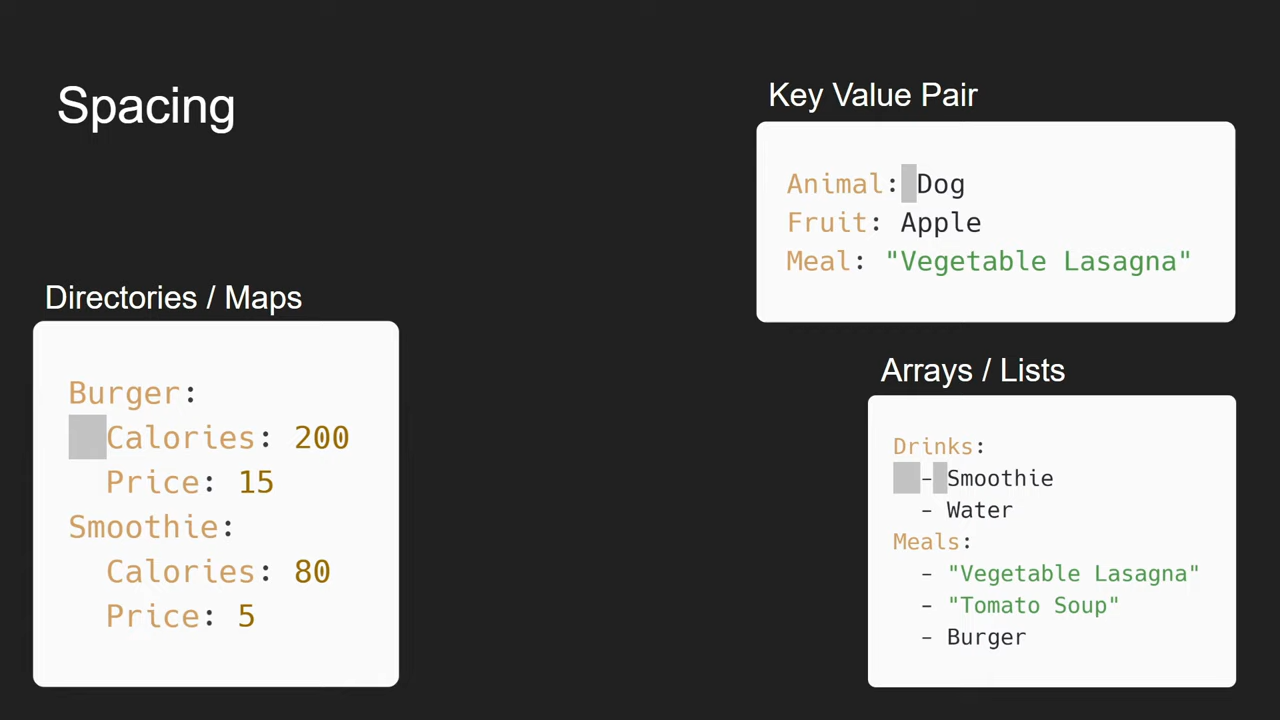 Spacing
Key Value Pair
Animal: Dog
Fruit: Apple
Meal: "Vegetable Lasagna"
Directories / Maps
Burger:
  Calories: 200
  Price: 15
Smoothie:
  Calories: 80
  Price: 5
Arrays / Lists
Drinks:
  - Smoothie
  - Water
Meals:
  - "Vegetable Lasagna"
  - "Tomato Soup"
  - Burger